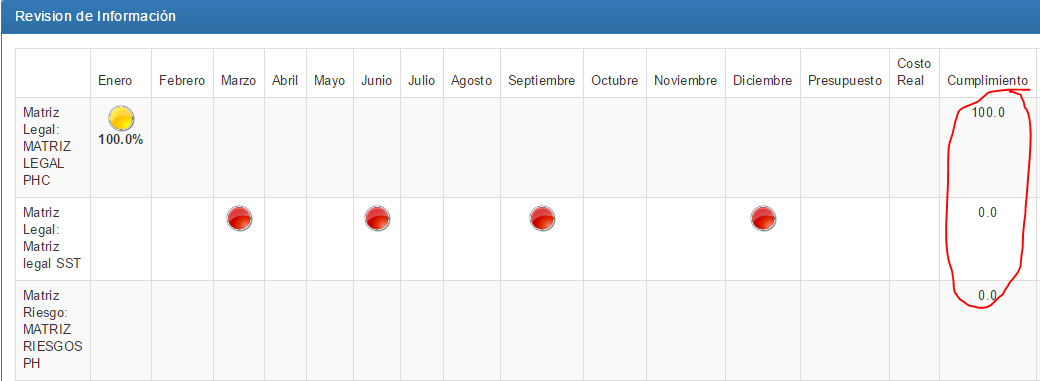 Revision de Información
Enero Febrero Marzo Abril Mayo Junio Julio Agosto Septiembre Octubre Noviembre Diciembre Presupuesto Costo Real Cumplimiento
Matriz
Legal:
MATRIZ
LEGAL
PHC
100.0%
100.0
Matriz
Legal:
Matriz
legal SST
0.0
Matriz
Riesgo:
MATRIZ
RIESGOS
PH
0.0